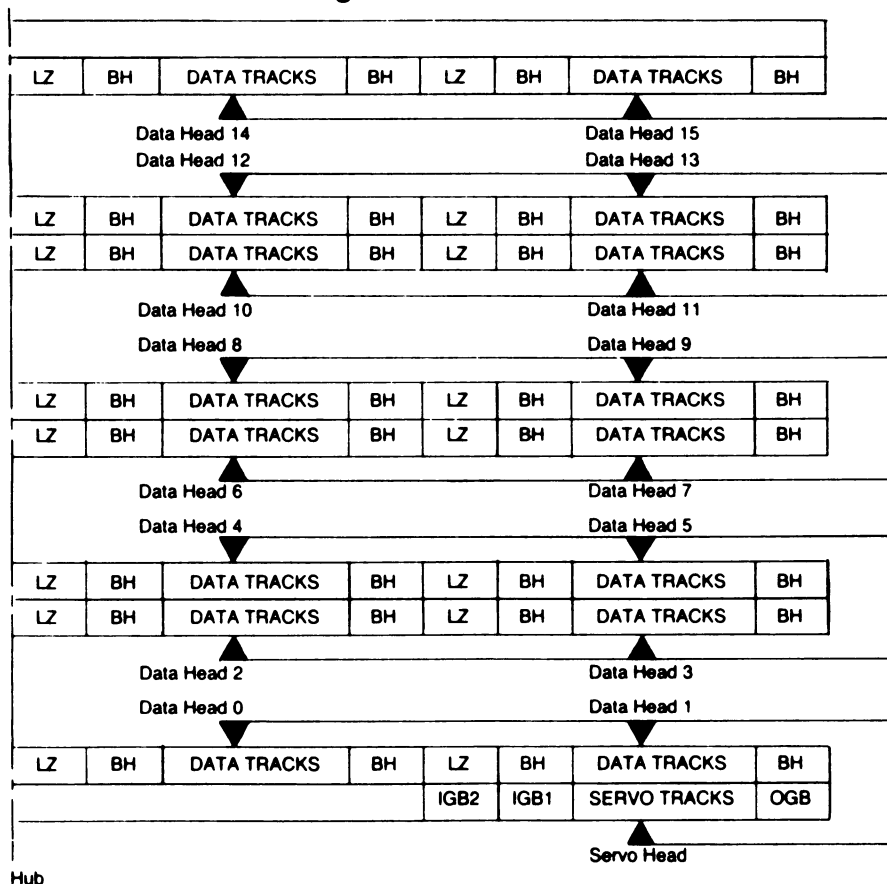 LZ BH DATA TRACKS BH LZ BH DATA TRACKS BH
Data Head 14 Data Head 15
Data Head 12 Data Head 13
LZ BH DATA TRACKS BH LZ BH DATA TRACKS BH
LZ BH DATA TRACKS BH LZ BH DATA TRACKS BH
Data Head 10 Data Head 11
Data Head 8 Data Head 9
LZ BH DATA TRACKS BH LZ BH DATA TRACKS BH
LZ BH DATA TRACKS BH LZ BH DATA TRACKS BH
Data Head 6 Data Head 7
Data Head 4 Data Head 5
LZ BH DATA TRACKS BH LZ BH DATA TRACKS BH
LZ BH DATA TRACKS BH LZ BH DATA TRACKS BH
Data Head 2 Data Head 3
Data Head 0 Data Head 1
LZ BH DATA TRACKS BH LZ BH DATA TRACKS BH
IGB2 IGB1 SERVO TRACKS OGB
Servo Head
Hub